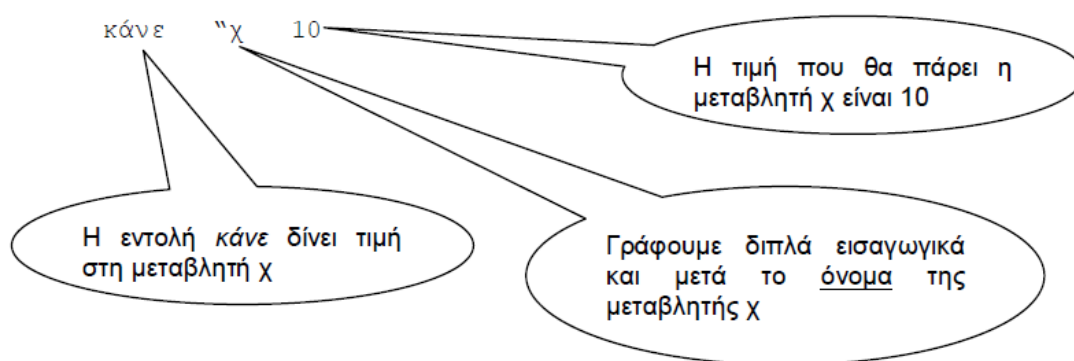 κάνε “χ 10
Η τιμή που θα πάρει η
μεταβλητή χ είναι 10
Η εντολή κάνε δίνει τιμή
στη μεταβλητή χ
Γράφουμε διπλά εισαγωγικά
και μετά το όνομα της
μεταβλητής χ